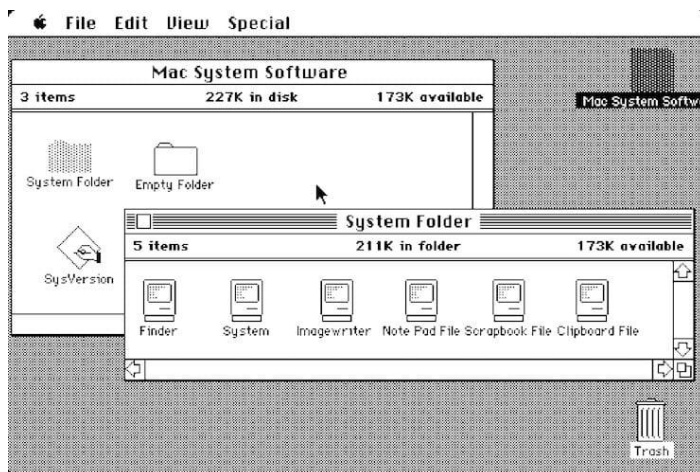 File Edit View Special
Mac System Software
3 items 227K in disk 173K available
Mac System Softw
System Folder Empty Folder
SysVersion
System Folder
5 items 211K in folder 173K available
Finder System Imagewriter Note Pad File Scrapbook File Clipboard File
Trash